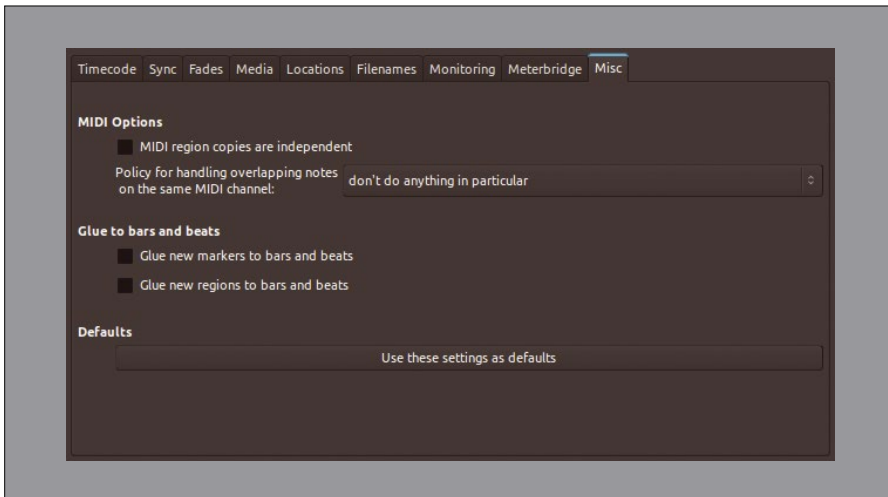 Timecode Sync Fades Media Locations Filenames Monitoring Meterbridge Misc
MIDI Options
MIDI region copies are independent
Policy for handling overlapping notes
on the same MIDI channel:
don't do anything in particular
Glue to bars and beats
Glue new markers to bars and beats
Glue new regions to bars and beats
Defaults
Use these settings as defaults